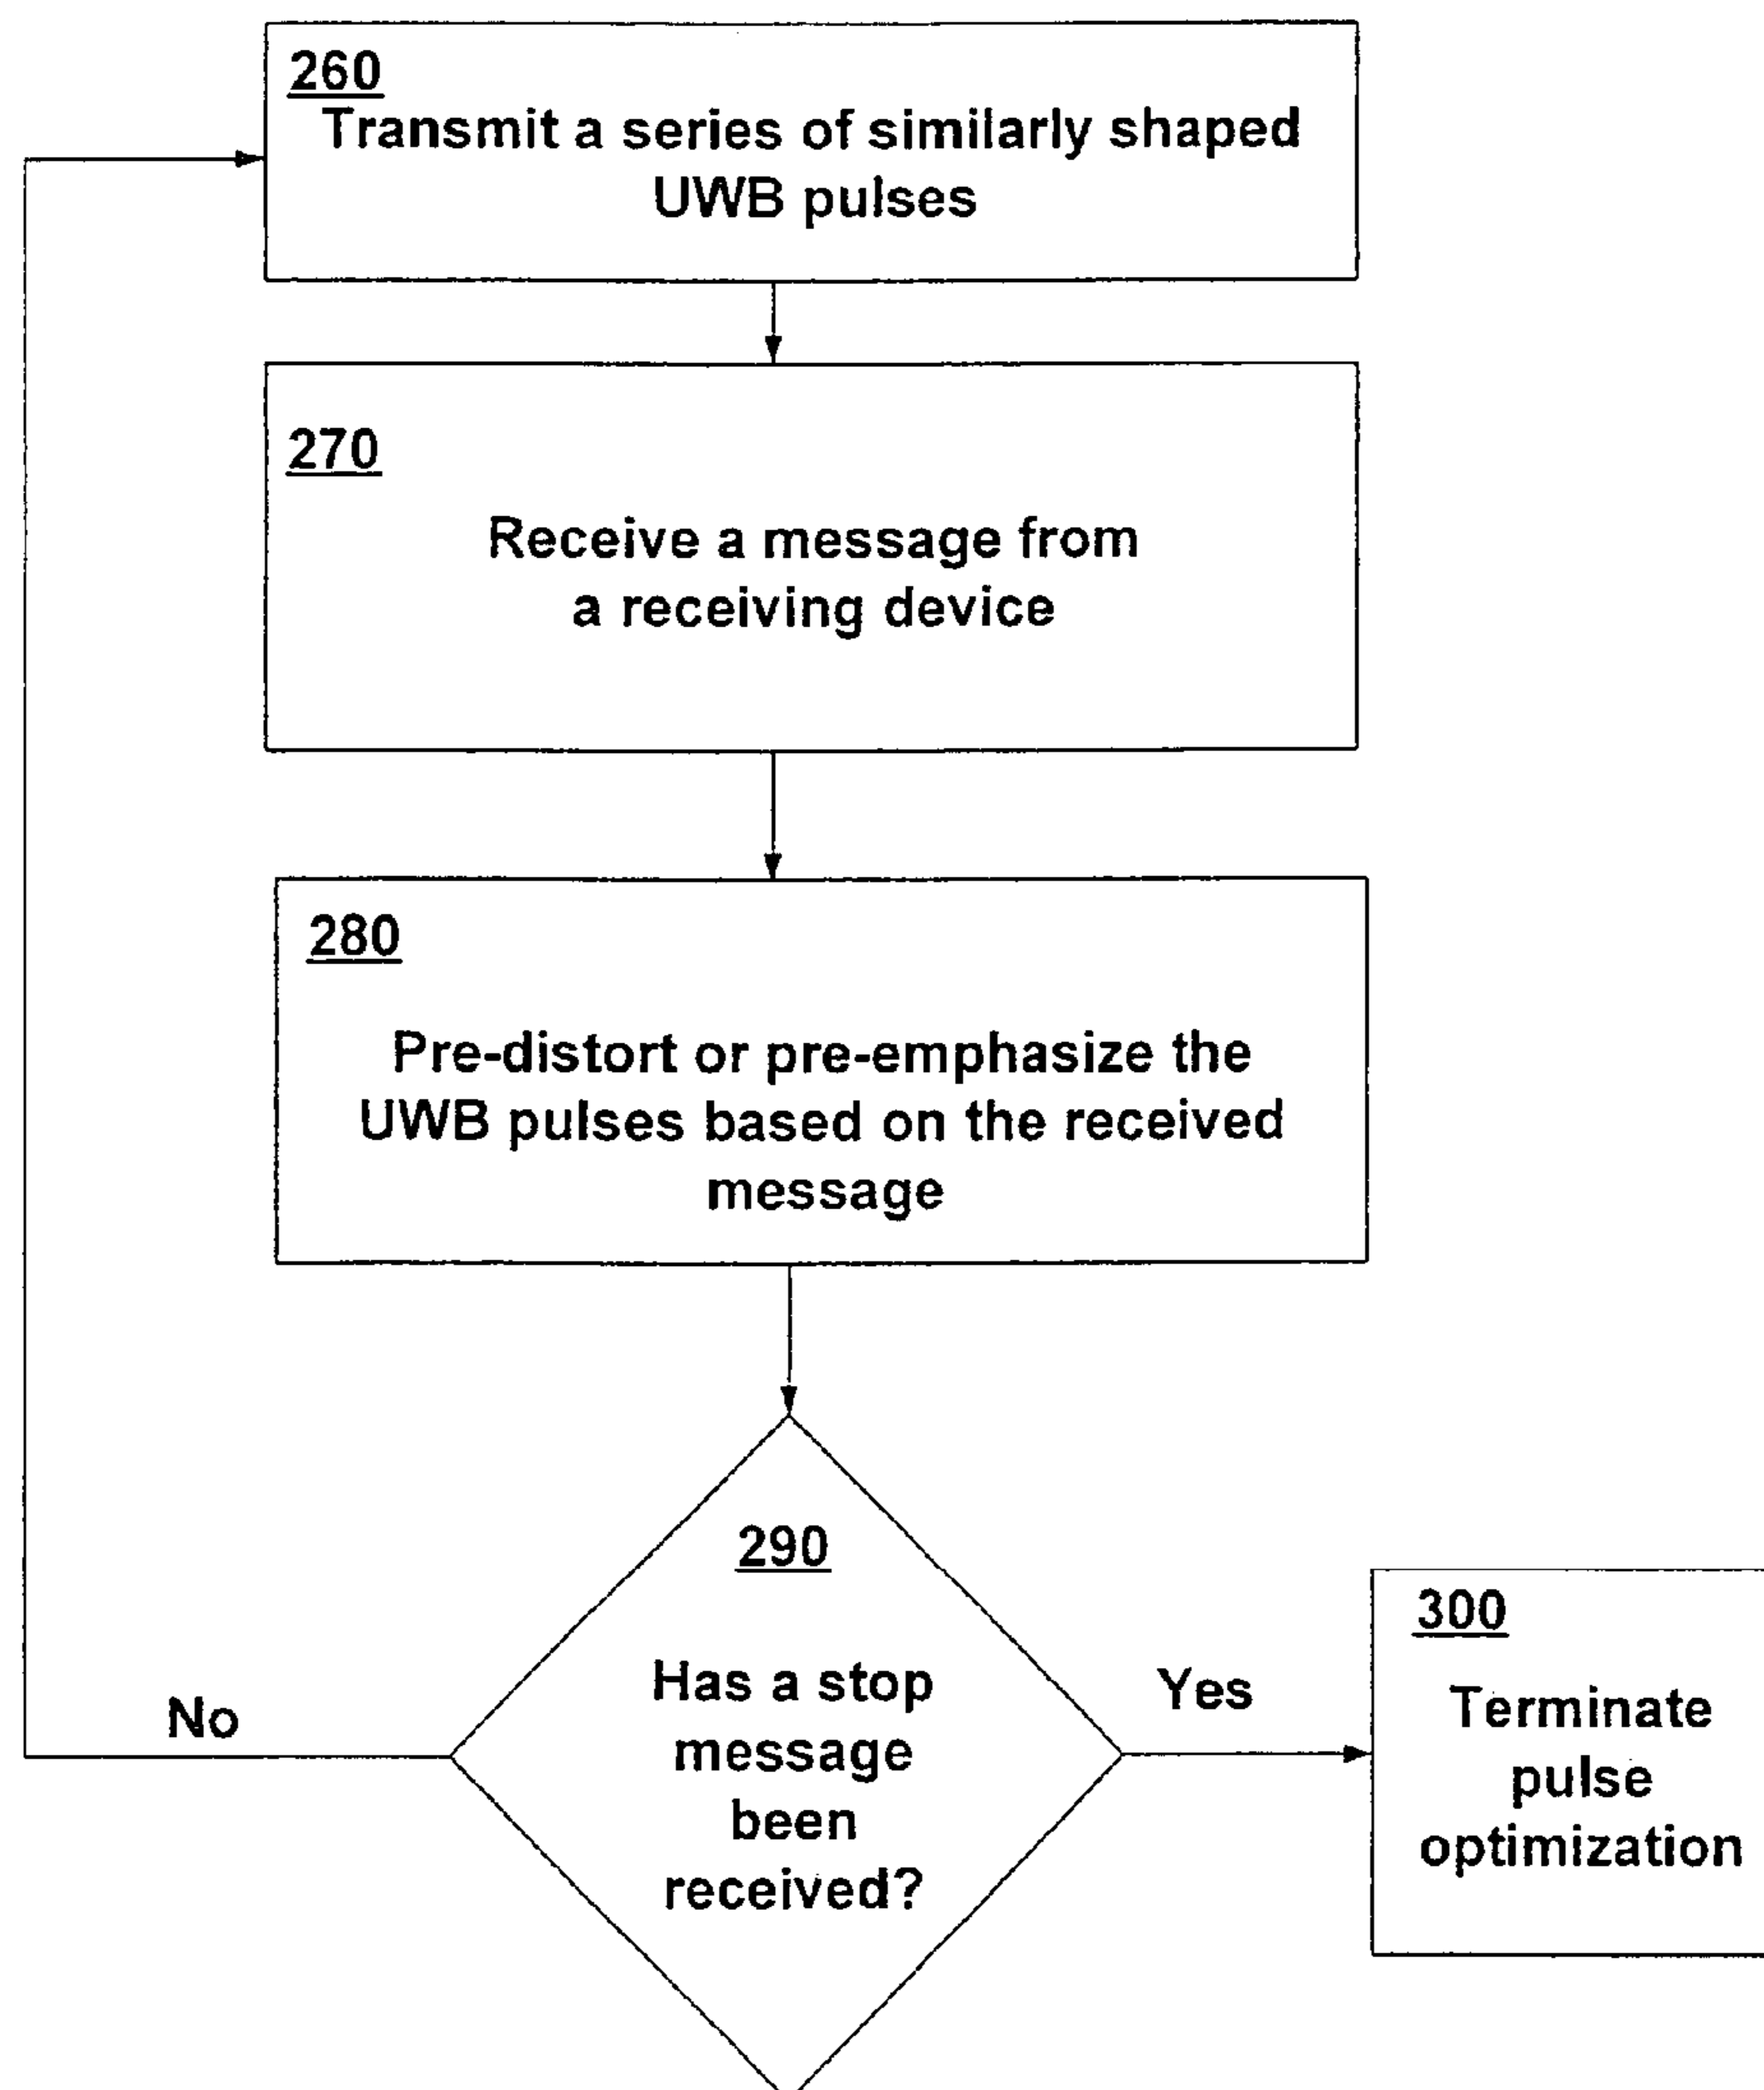 260
Transmit a series of similarly shaped
UWB pulses
270
Receive a message from
a receiving device
280
Pre-distort or pre-emphasize the
UWB pulses based on the received
message
290
Has a stop
message
been
received?
No
Yes
300
Terminate
pulse
optimization